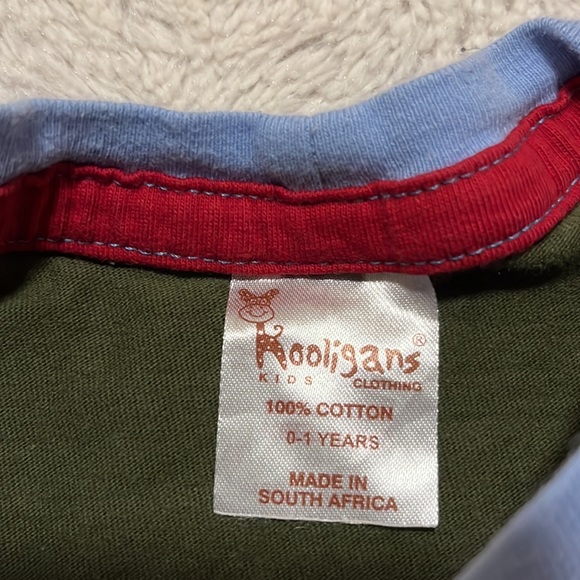 Kooligans®
KIDS CLOTHING
100% COTTON
0-1 YEARS
MADE IN
SOUTH AFRICA